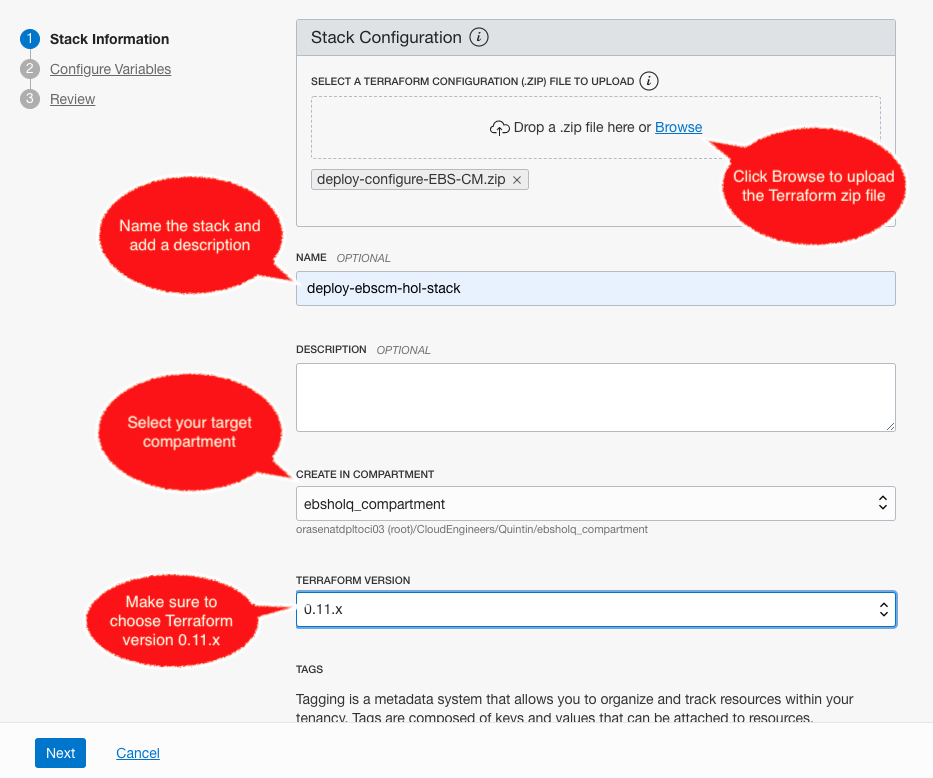 1 Stack Information
2 Configure Variables
3 Review
Stack Configuration i
SELECT A TERRAFORM CONFIGURATION (.ZIP) FILE TO UPLOAD i
Drop a .zip file here or Browse
deploy-configure-EBS-CM.zip ×
Click Browse to upload
the Terraform zip file
Name the stack and
add a description
NAME OPTIONAL
deploy-ebscm-hol-stack
DESCRIPTION OPTIONAL
Select your target
compartment
CREATE IN COMPARTMENT
ebsholq_compartment
orasenatdpltoci03 (root)/CloudEngineers/Quintin/ebsholq_compartment
Make sure to
choose Terraform
version 0.11.x
TERRAFORM VERSION
0.11.x
TAGS
Tagging is a metadata system that allows you to organize and track resources within your
tenancy. Tags are composed of keys and values that can be attached to resources.
Next Cancel